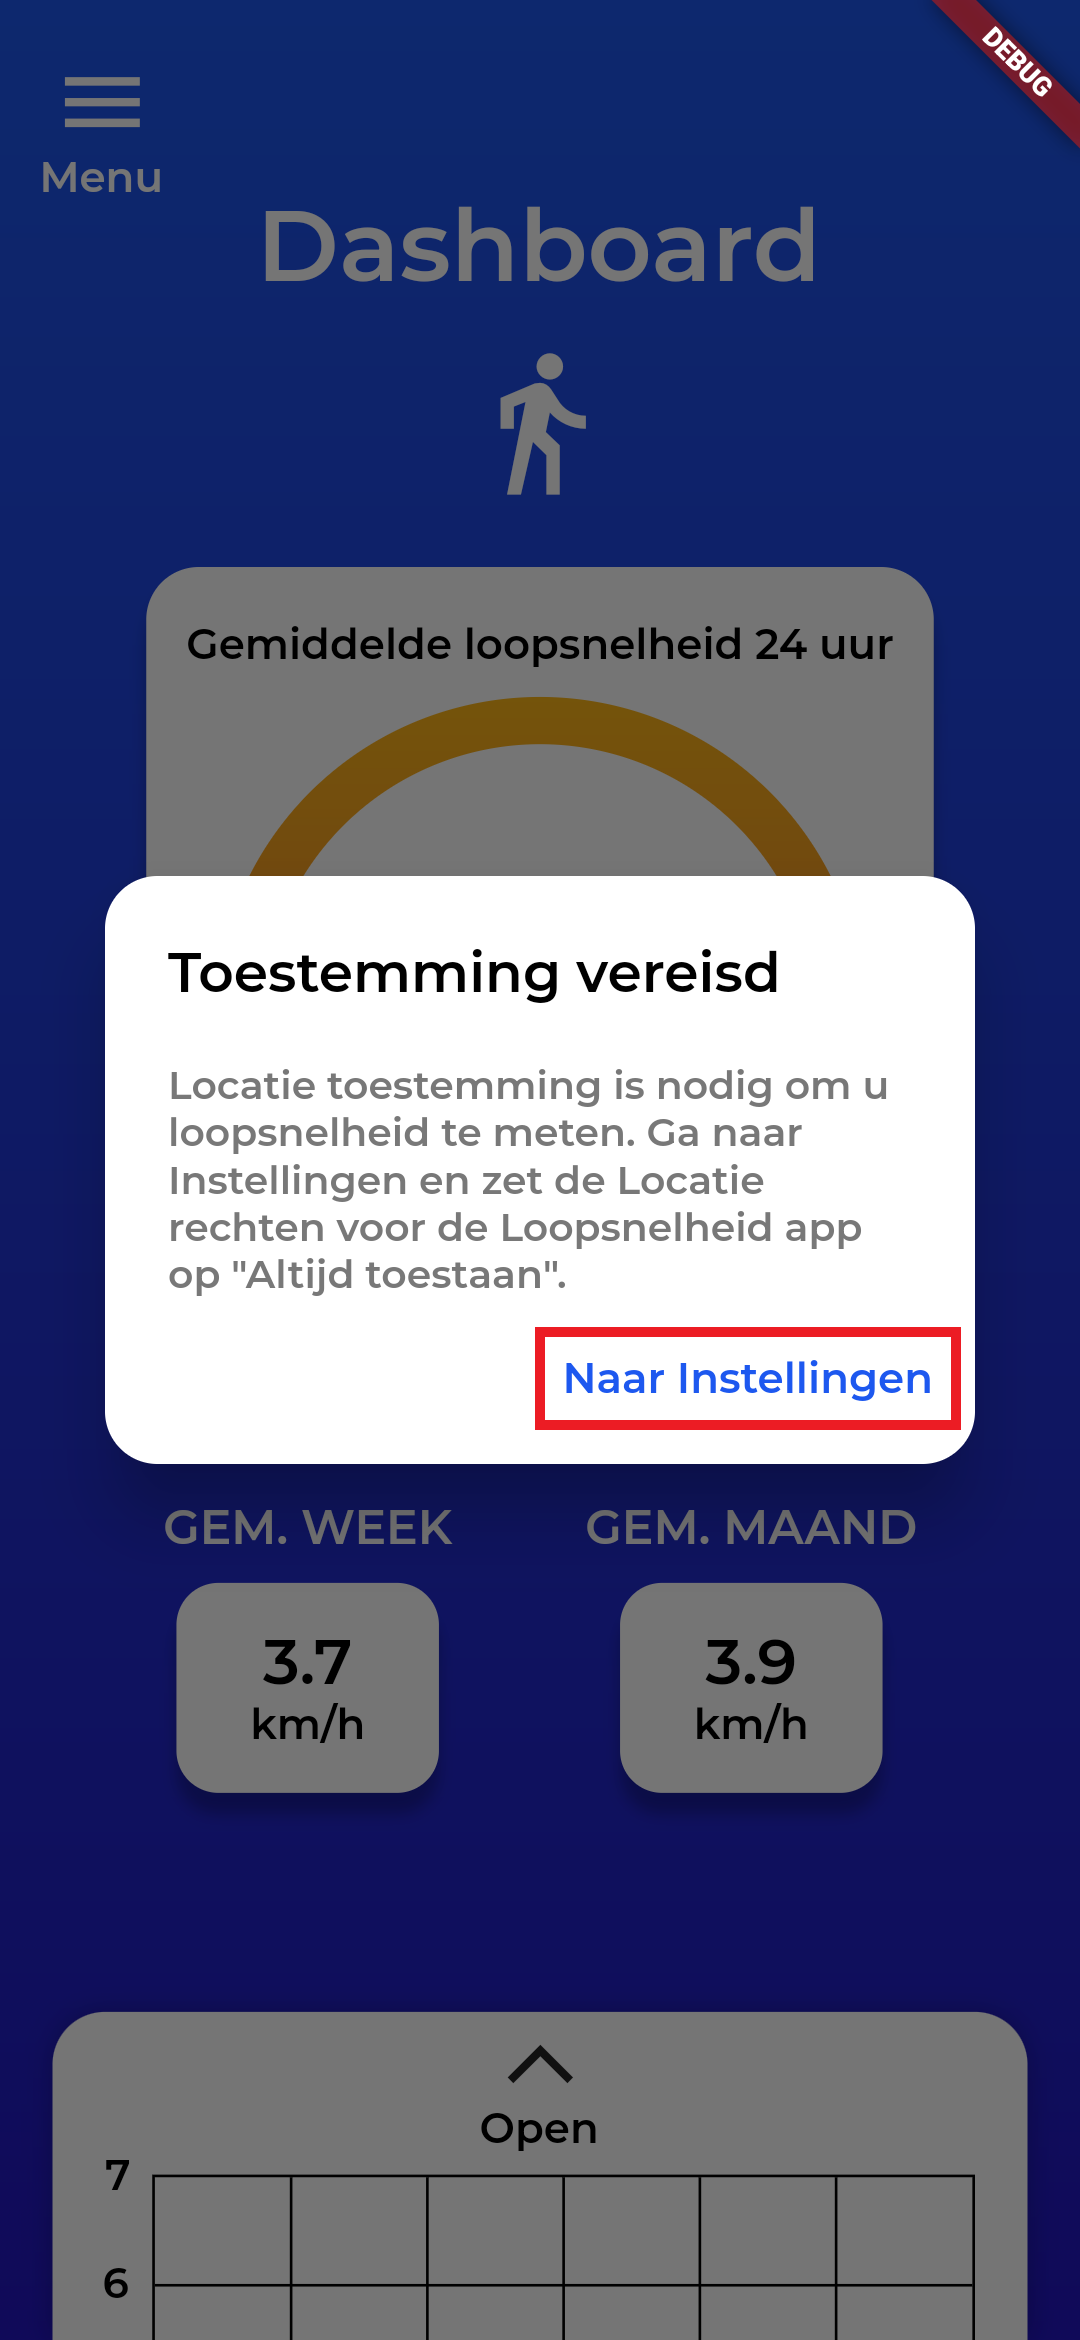 DEBUG
Menu
Dashboard
Gemiddelde loopsnelheid 24 uur
Toestemming vereisd
Locatie toestemming is nodig om u
loopsnelheid te meten. Ga naar
Instellingen en zet de Locatie
rechten voor de Loopsnelheid app
op "Altijd toestaan".
Naar Instellingen
GEM. WEEK GEM. MAAND
3.7 3.9
km/h km/h
Open
7
6